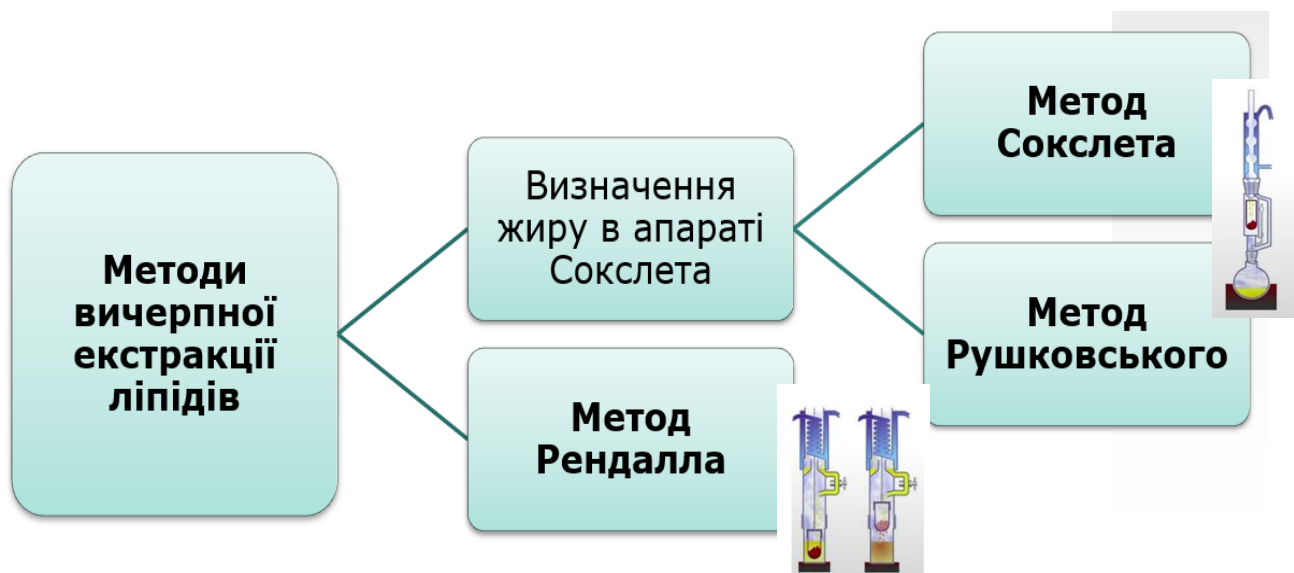 Методи
вичерпної
екстракції
ліпідів
Визначення
жиру в апараті
Сокслета
Метод
Рендалла
Метод
Сокслета
Метод
Рушковського